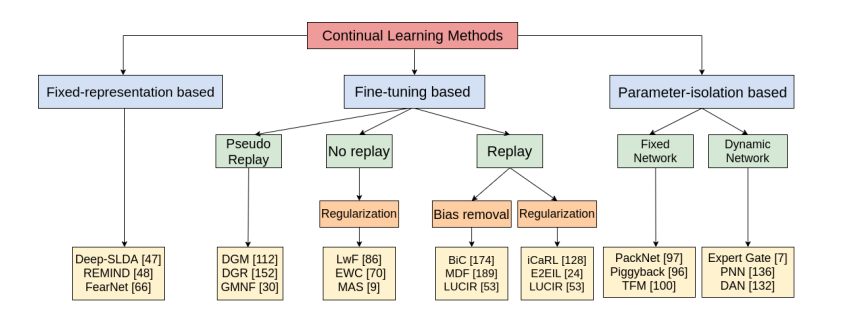 Continual Learning Methods
Fixed-representation based
Fine-tuning based
Parameter-isolation based
Pseudo
Replay
No replay
Replay
Fixed
Network
Dynamic
Network
Regularization
Bias removal
Regularization
Deep-SLDA [47]
REMIND [48]
FearNet [66]
DGM [112]
DGR [152]
GMNF [30]
LwF [86]
EWC [70]
MAS [9]
BiC [174]
MDF [189]
LUCIR [53]
iCaRL [128]
E2EIL [24]
LUCIR [53]
PackNet [97]
Piggyback [96]
TFM [100]
Expert Gate [7]
PNN [136]
DAN [132]